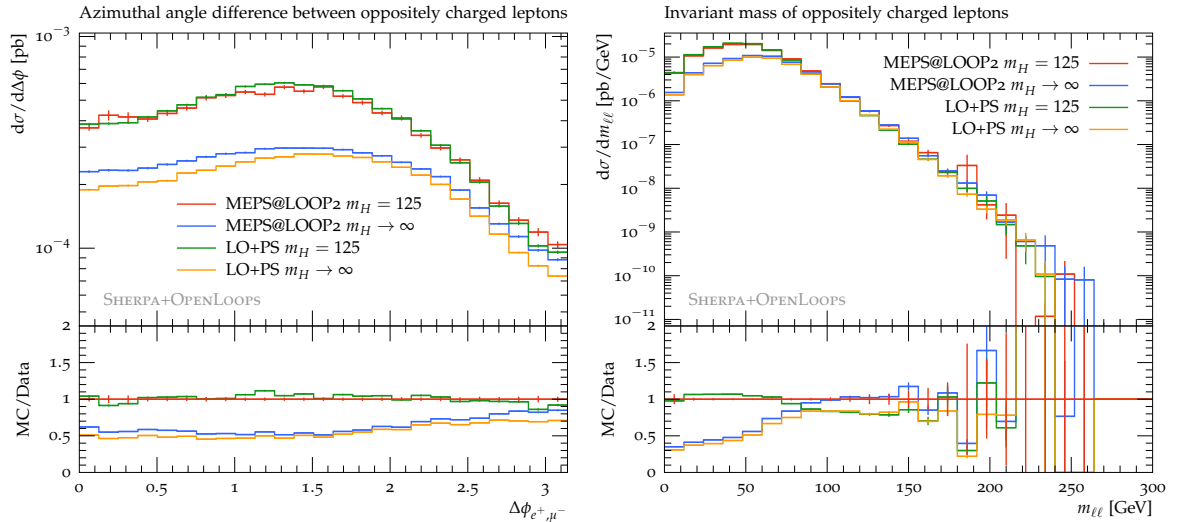 Azimuthal angle difference between oppositely charged leptons
dσ/dΔϕ [pb]
10⁻³
10⁻⁴
MEPS@LOOP2 m_H = 125
MEPS@LOOP2 m_H → ∞
LO+PS m_H = 125
LO+PS m_H → ∞
Sherpa+OpenLoops
MC/Data
2
1.5
1
0.5
0
0 0.5 1 1.5 2 2.5 3
Δϕ_{e⁺,μ⁻}
Invariant mass of oppositely charged leptons
dσ/dm_{ℓℓ} [pb/GeV]
10⁻⁵
10⁻⁶
10⁻⁷
10⁻⁸
10⁻⁹
10⁻¹⁰
10⁻¹¹
MEPS@LOOP2 m_H = 125
MEPS@LOOP2 m_H → ∞
LO+PS m_H = 125
LO+PS m_H → ∞
Sherpa+OpenLoops
MC/Data
2
1.5
1
0.5
0
0 50 100 150 200 250 300
m_{ℓℓ} [GeV]